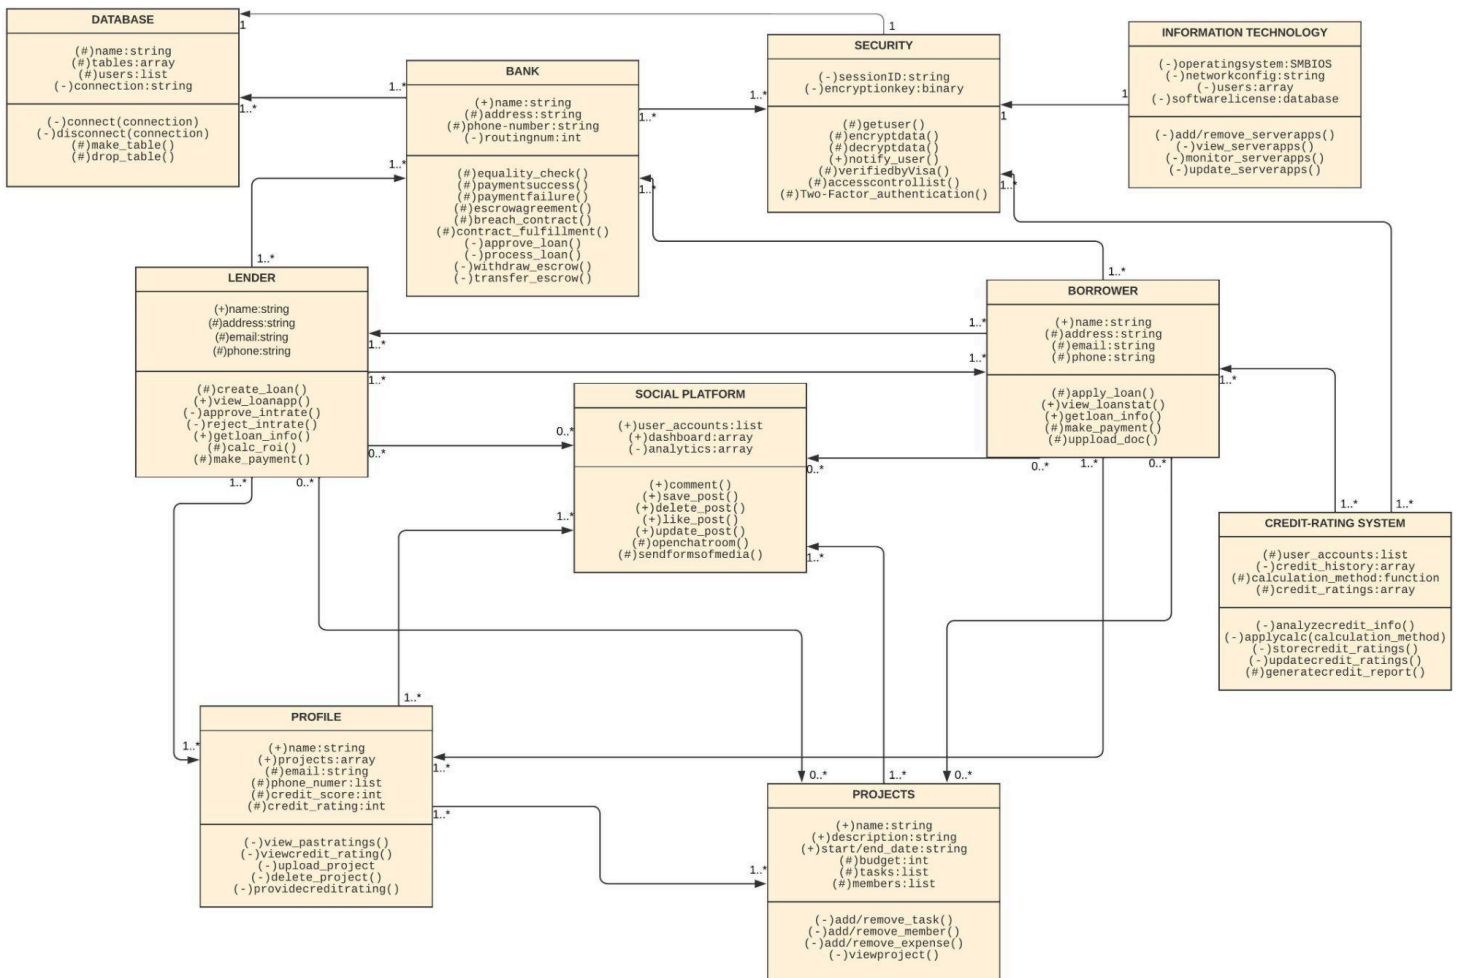 DATABASE
(#)name:string
(#)tables:array
(#)users:list
(-)connection:string
(-)connect(connection)
(-)disconnect(connection)
(#)make_table()
(#)drop_table()
1
1..*
1..*
BANK
(+)name:string
(#)address:string
(#)phone-number:string
(-)routingnum:int
(#)equality_check()
(#)paymentsuccess()
(#)paymentfailure()
(#)escrowagreement()
(#)breach_contract()
(#)contract_fulfillment()
(-)approve_loan()
(-)process_loan()
(-)withdraw_escrow()
(-)transfer_escrow()
1..*
1..*
1..*
1..*
1
SECURITY
(-)sessionID:string
(-)encryptionkey:binary
(#)getuser()
(#)encryptdata()
(#)decryptdata()
(+)notify_user()
(#)verifiedbyVisa()
(#)accesscontrollist()
(#)Two-Factor_authentication()
1
1
1..*
INFORMATION TECHNOLOGY
(-)operatingsystem:SMBIOS
(-)networkconfig:string
(-)users:array
(-)softwarelicense:database
(-)add/remove_serverapps()
(-)view_serverapps()
(-)monitor_serverapps()
(-)update_serverapps()
1..*
LENDER
(+)name:string
(#)address:string
(#)email:string
(#)phone:string
(#)create_loan()
(+)view_loanapp()
(-)approve_intrate()
(-)reject_intrate()
(+)getloan_info()
(#)calc_roi()
(#)make_payment()
1..*
1..*
0..*
1..*
0..*
1..*
BORROWER
(+)name:string
(#)address:string
(#)email:string
(#)phone:string
(#)apply_loan()
(+)view_loanstat()
(+)getloan_info()
(#)make_payment()
(#)uppload_doc()
1..*
1..*
1..*
0..*
1..*
0..*
0..*
SOCIAL PLATFORM
(+)user_accounts:list
(+)dashboard:array
(-)analytics:array
(+)comment()
(+)save_post()
(+)delete_post()
(+)like_post()
(+)update_post()
(#)openchatroom()
(#)sendformsofmedia()
0..*
1..*
1..*
1..*
1..*
CREDIT-RATING SYSTEM
(#)user_accounts:list
(-)credit_history:array
(#)calculation_method:function
(#)credit_ratings:array
(-)analyzecredit_info()
(-)applycalc(calculation_method)
(-)storecredit_ratings()
(-)updatecredit_ratings()
(#)generatecredit_report()
1..*
1..*
PROFILE
(+)name:string
(+)projects:array
(#)email:string
(#)phone_numer:list
(#)credit_score:int
(#)credit_rating:int
(-)view_pastratings()
(-)viewcredit_rating()
(-)upload_project
(-)delete_project()
(-)providecreditrating()
1..*
1..*
0..*
1..*
0..*
1..*
PROJECTS
(+)name:string
(+)description:string
(+)start/end_date:string
(#)budget:int
(#)tasks:list
(#)members:list
(-)add/remove_task()
(-)add/remove_member()
(-)add/remove_expense()
(-)viewproject()